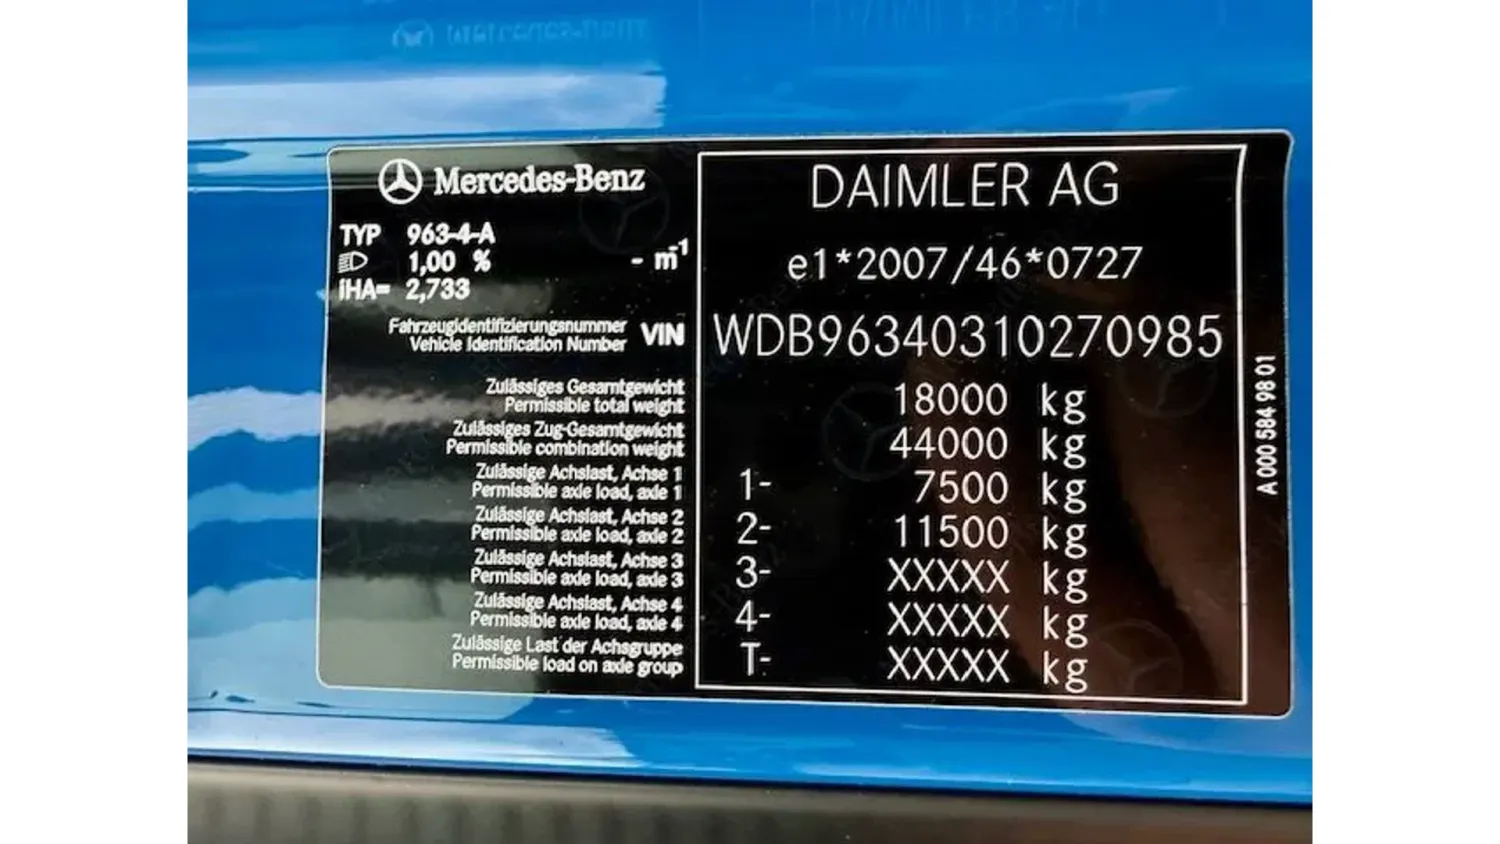 Mercedes-Benz
TYP 963-4-A
1,00 % - m-1
iHA= 2,733
Fahrzeugidentifizierungsnummer
Vehicle Identification Number
VIN
Zulässiges Gesamtgewicht
Permissible total weight
Zulässiges Zug-Gesamtgewicht
Permissible combination weight
Zulässige Achslast, Achse 1
Permissible axle load, axle 1
Zulässige Achslast, Achse 2
Permissible axle load, axle 2
Zulässige Achslast, Achse 3
Permissible axle load, axle 3
Zulässige Achslast, Achse 4
Permissible axle load, axle 4
Zulässige Last der Achsgruppe
Permissible load on axle group
DAIMLER AG
e1*2007/46*0727
WDB96340310270985
18000 kg
44000 kg
1- 7500 kg
2- 11500 kg
3- XXXXX kg
4- XXXXX kg
T- XXXXX kg
A 000 584 98 01